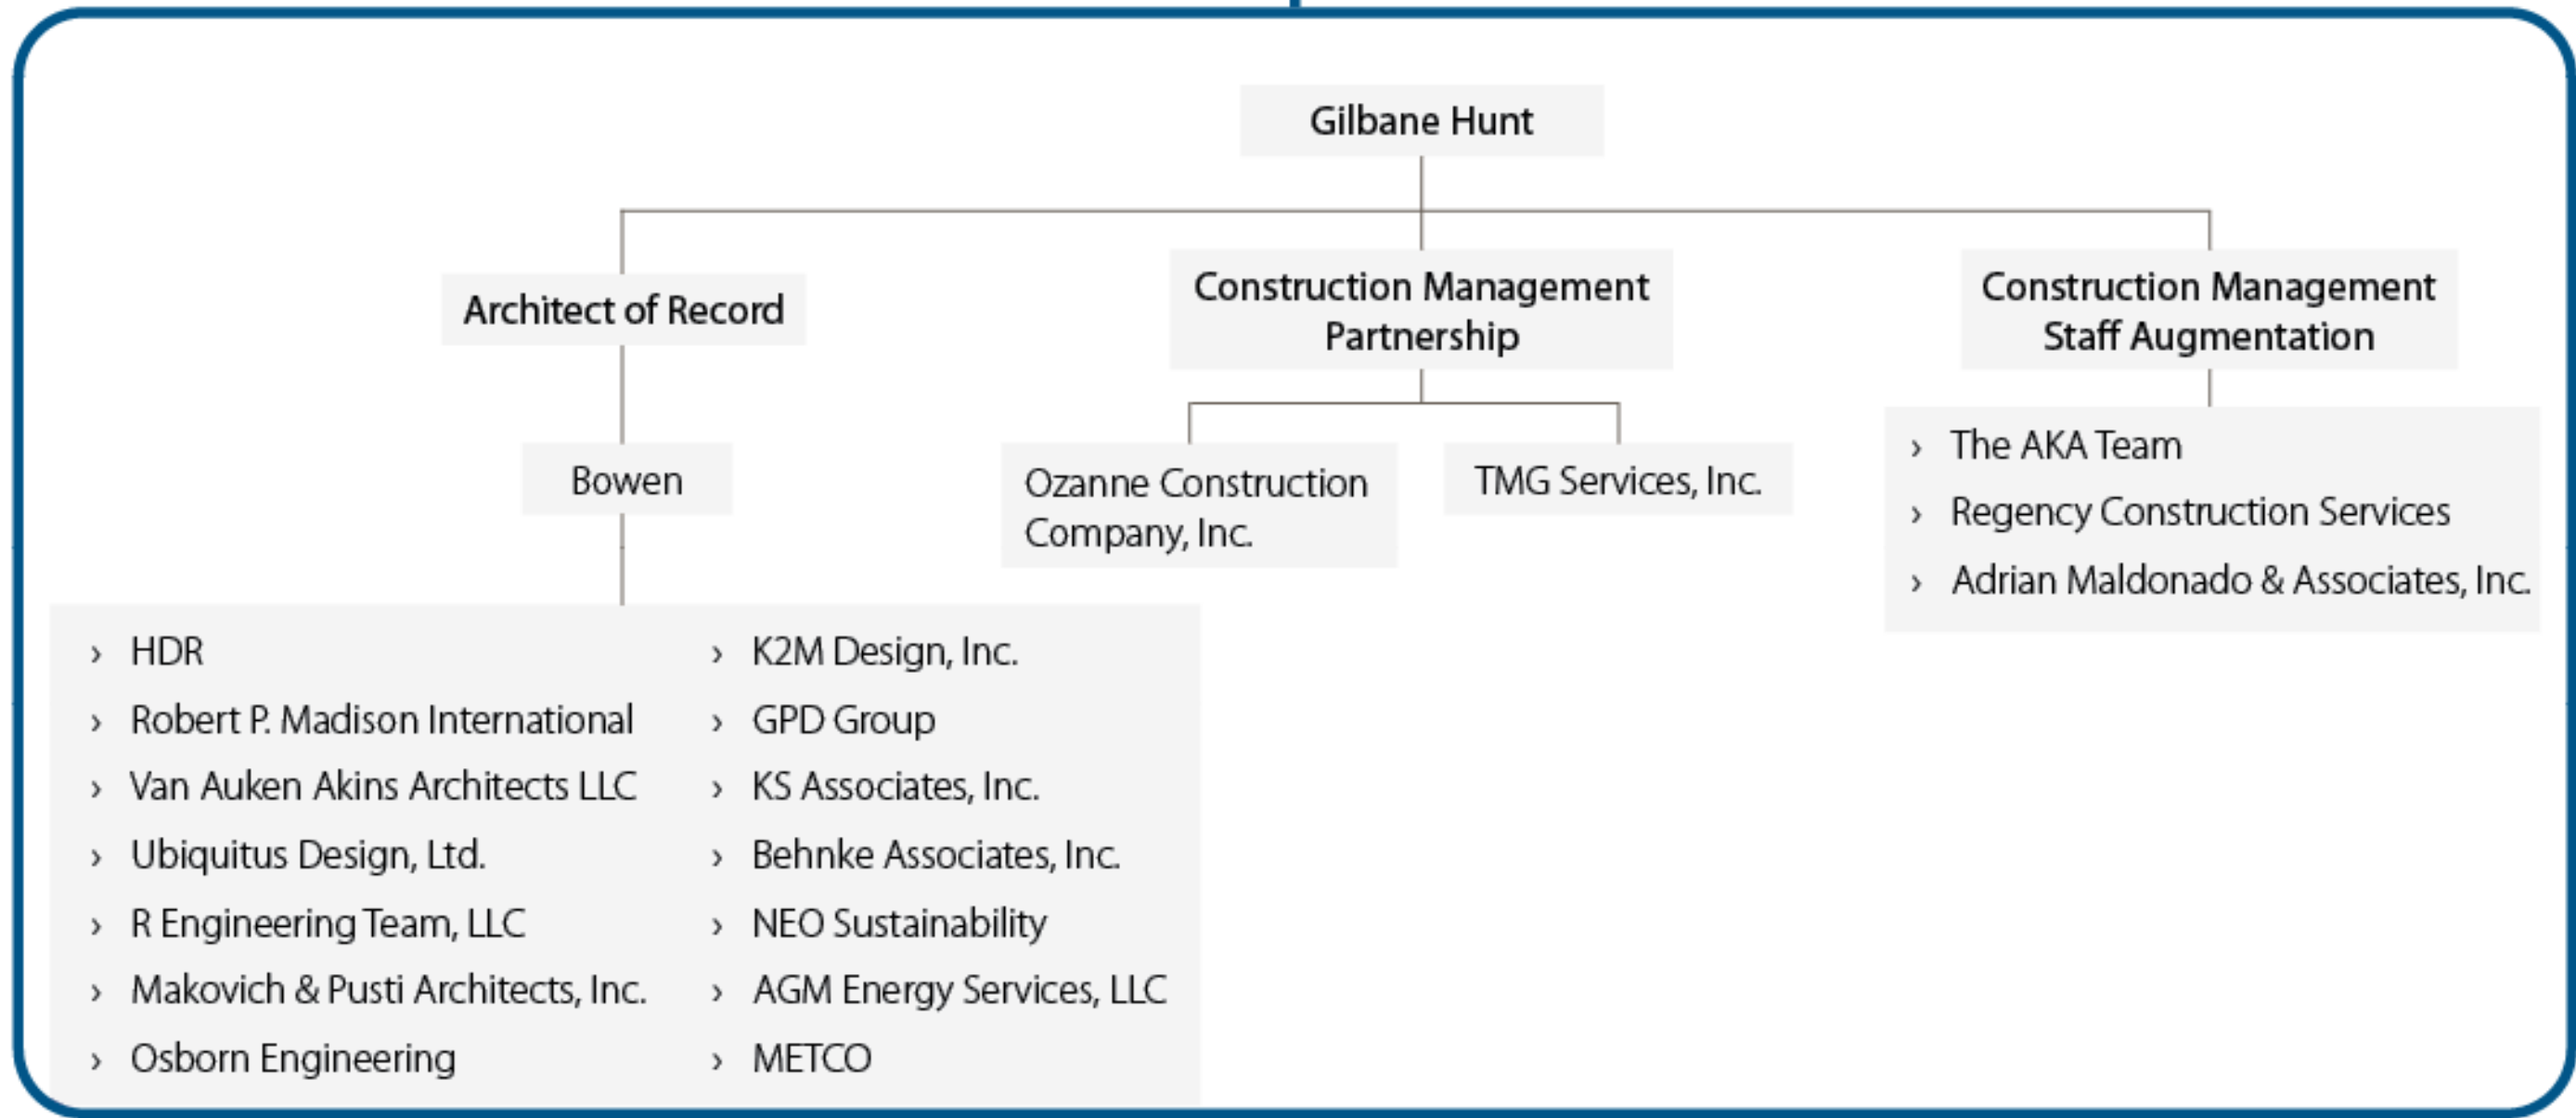 Gilbane Hunt
Architect of Record
Construction Management
Partnership
Construction Management
Staff Augmentation
Bowen
Ozanne Construction
Company, Inc.
TMG Services, Inc.
› The AKA Team
› Regency Construction Services
› Adrian Maldonado & Associates, Inc.
› HDR
› Robert P. Madison International
› Van Auken Akins Architects LLC
› Ubiquitus Design, Ltd.
› R Engineering Team, LLC
› Makovich & Pusti Architects, Inc.
› Osborn Engineering
› K2M Design, Inc.
› GPD Group
› KS Associates, Inc.
› Behnke Associates, Inc.
› NEO Sustainability
› AGM Energy Services, LLC
› METCO